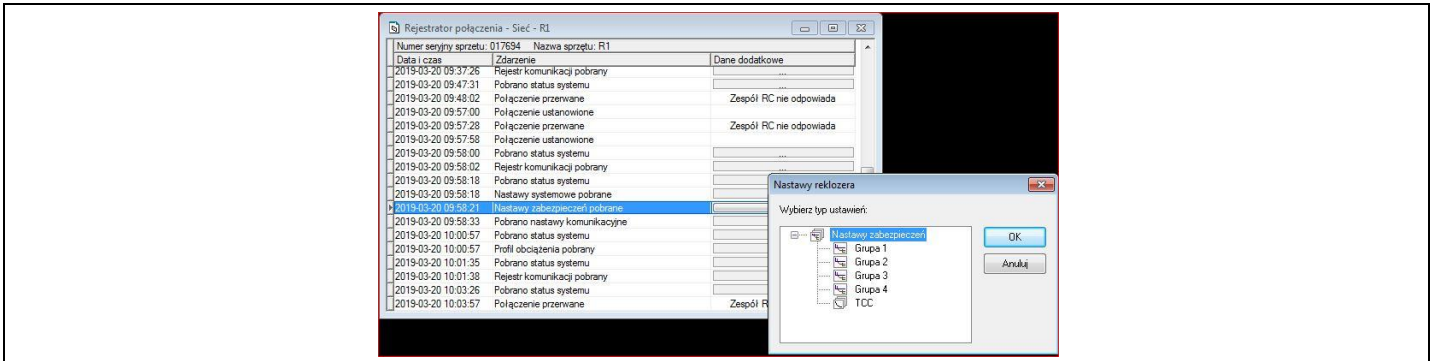 Rejestrator połączenia - Sieć - R1
Numer seryjny sprzetu: 017694 Nazwa sprzętu: R1
Data i czas Zdarzenie Dane dodatkowe
2019-03-20 09:37:26 Rejestr komunikacji pobrany ...
2019-03-20 09:47:31 Pobrano status systemu ...
2019-03-20 09:48:02 Połączenie przerwane Zespół RC nie odpowiada
2019-03-20 09:57:00 Połączenie ustanowione
2019-03-20 09:57:28 Połączenie przerwane Zespół RC nie odpowiada
2019-03-20 09:57:58 Połączenie ustanowione
2019-03-20 09:58:00 Pobrano status systemu ...
2019-03-20 09:58:02 Rejestr komunikacji pobrany
2019-03-20 09:58:18 Pobrano status systemu
2019-03-20 09:58:18 Nastawy systemowe pobrane
2019-03-20 09:58:21 Nastawy zabezpieczeń pobrane
2019-03-20 09:58:33 Pobrano nastawy komunikacyjne
2019-03-20 10:00:57 Pobrano status systemu
2019-03-20 10:00:57 Profil obciążenia pobrany
2019-03-20 10:01:35 Pobrano status systemu
2019-03-20 10:01:38 Rejestr komunikacji pobrany
2019-03-20 10:03:26 Pobrano status systemu
2019-03-20 10:03:57 Połączenie przerwane Zespół R
Nastawy reklozera
Wybierz typ ustawień:
Nastawy zabezpieczeń
Grupa 1
Grupa 2
Grupa 3
Grupa 4
TCC
OK
Anuluj